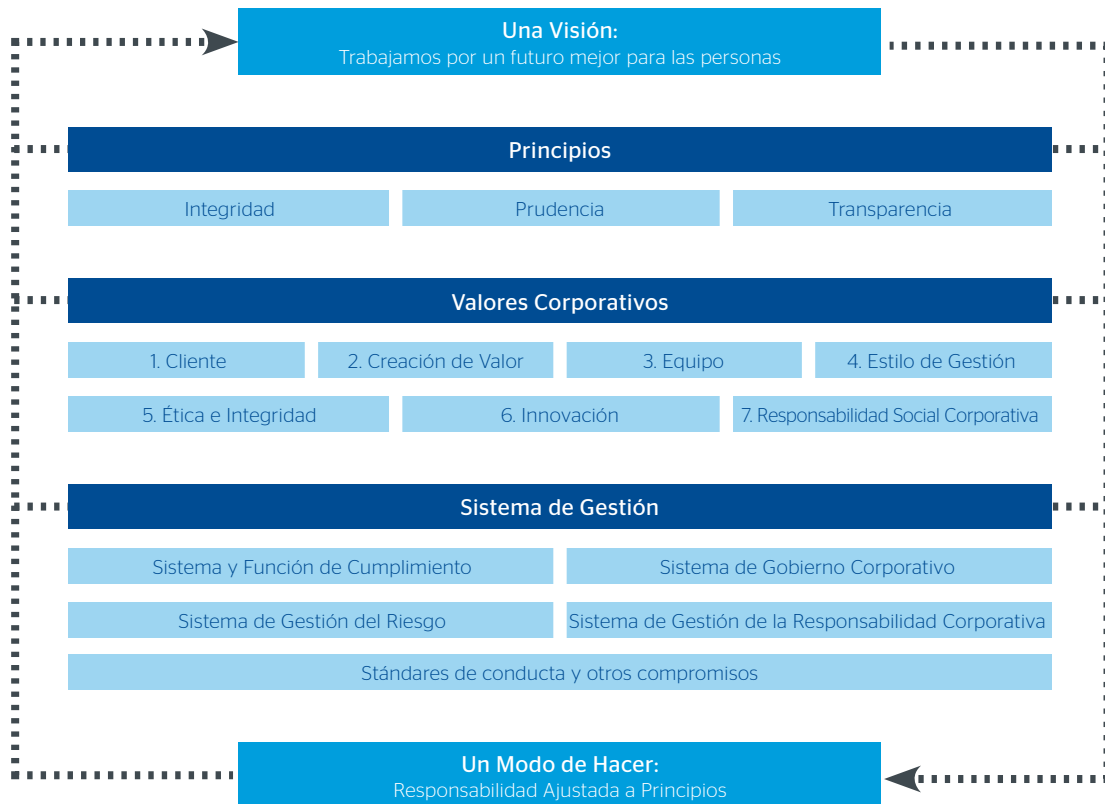 Una Visión:
Trabajamos por un futuro mejor para las personas
Principios
Integridad
Prudencia
Transparencia
Valores Corporativos
1. Cliente
2. Creación de Valor
3. Equipo
4. Estilo de Gestión
5. Ética e Integridad
6. Innovación
7. Responsabilidad Social Corporativa
Sistema de Gestión
Sistema y Función de Cumplimiento
Sistema de Gobierno Corporativo
Sistema de Gestión del Riesgo
Sistema de Gestión de la Responsabilidad Corporativa
Stándares de conducta y otros compromisos
Un Modo de Hacer:
Responsabilidad Ajustada a Principios